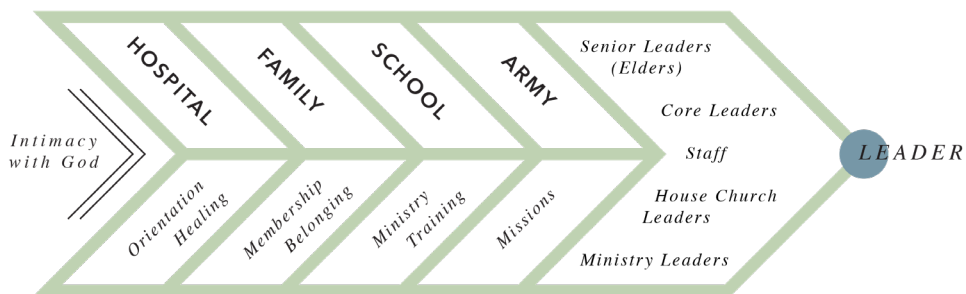 Intimacy
with God
HOSPITAL
FAMILY
SCHOOL
ARMY
Orientation
Healing
Membership
Belonging
Ministry
Training
Missions
Senior Leaders
(Elders)
Core Leaders
Staff
House Church
Leaders
Ministry Leaders
LEADER